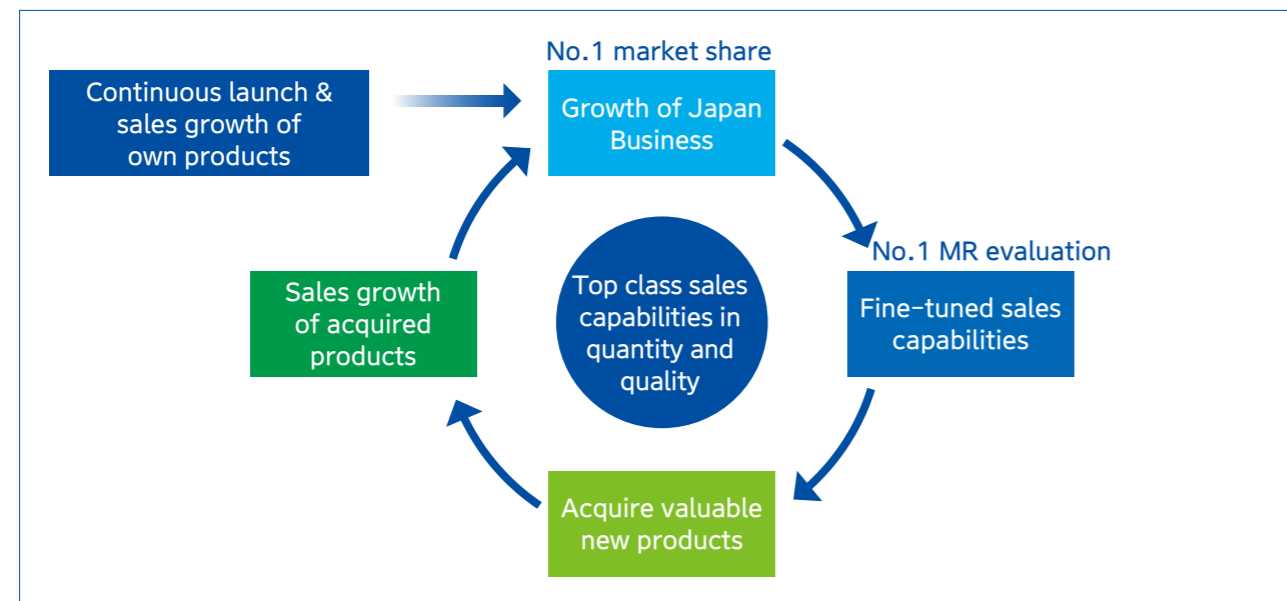 No.1 market share
Continuous launch &
sales growth of
own products
Growth of Japan
Business
No.1 MR evaluation
Fine-tuned sales
capabilities
Top class sales
capabilities in
quantity and
quality
Sales growth
of acquired
products
Acquire valuable
new products